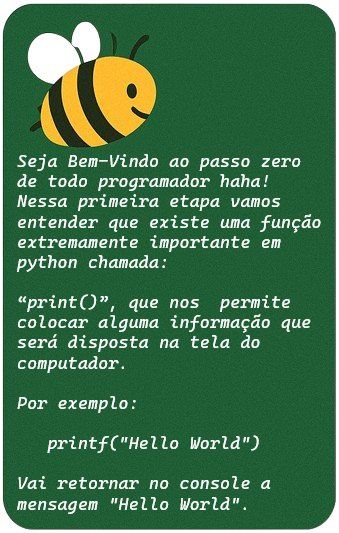 Seja Bem-Vindo ao passo zero
de todo programador haha!
Nessa primeira etapa vamos
entender que existe uma função
extremamente importante em
python chamada:
“print()”, que nos  permite
colocar alguma informação que
será disposta na tela do
computador.
Por exemplo:
printf("Hello World")
Vai retornar no console a
mensagem "Hello World".